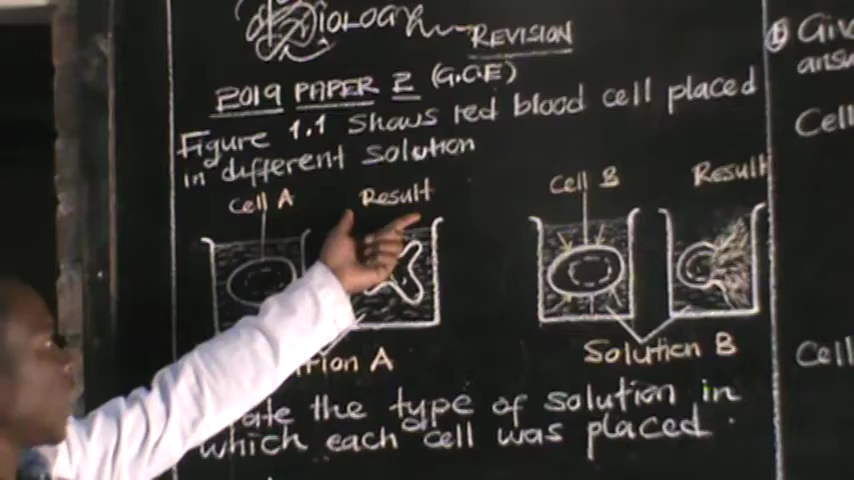 BIOLOGY
REVISION
2019 PAPER 2 (G.C.E)
Figure 1.1 shows red blood cell placed
in different solution
Cell A
Result
Cell B
Result
A
Solution B
the type of solution in
which each cell was placed.
Cell
Cell